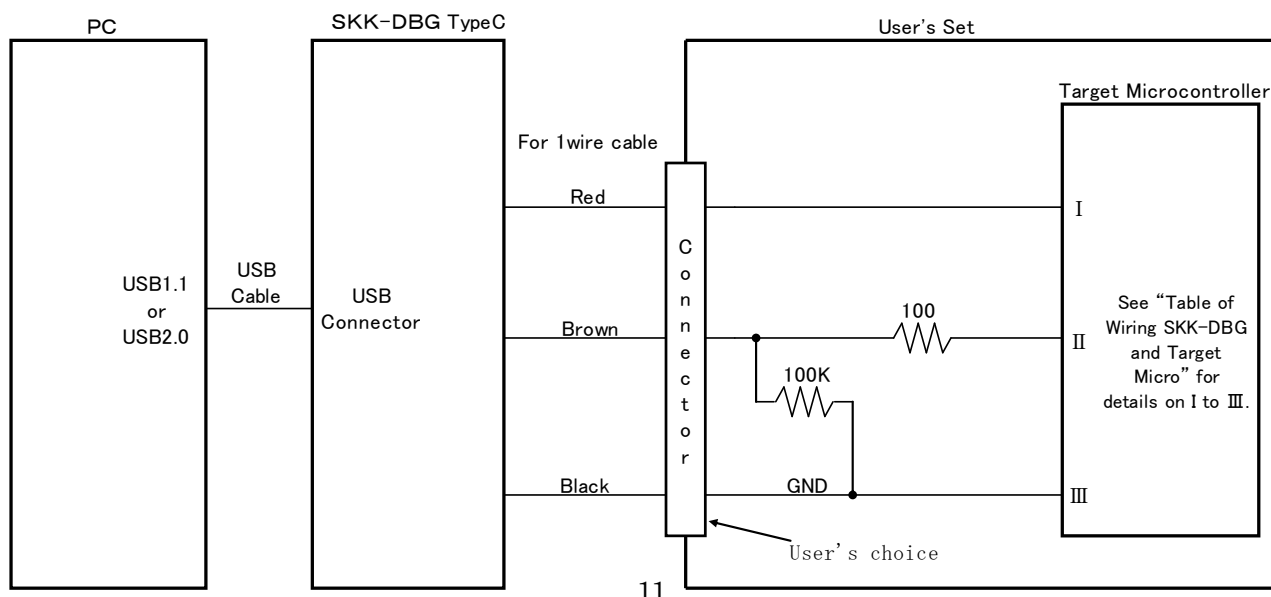 PC
SKK-DBG TypeC
User's Set
Target Microcontroller
For 1wire cable
Red
Ⅰ
Connector
USB1.1
or
USB2.0
USB
Cable
USB
Connector
Brown
100
Ⅱ
100K
See “Table of
Wiring SKK-DBG
and Target
Micro” for
details on Ⅰ to Ⅲ.
Black
GND
Ⅲ
User's choice
11